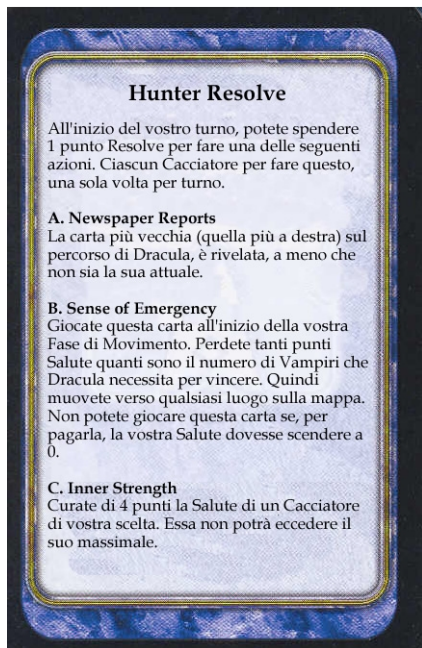 Hunter Resolve
All'inizio del vostro turno, potete spendere
1 punto Resolve per fare una delle seguenti
azioni. Ciascun Cacciatore per fare questo,
una sola volta per turno.
A. Newspaper Reports
La carta più vecchia (quella più a destra) sul
percorso di Dracula, è rivelata, a meno che
non sia la sua attuale.
B. Sense of Emergency
Giocate questa carta all'inizio della vostra
Fase di Movimento. Perdete tanti punti
Salute quanti sono il numero di Vampiri che
Dracula necessita per vincere. Quindi
muovete verso qualsiasi luogo sulla mappa.
Non potete giocare questa carta se, per
pagarla, la vostra Salute dovesse scendere a
0.
C. Inner Strength
Curate di 4 punti la Salute di un Cacciatore
di vostra scelta. Essa non potrà eccedere il
suo massimale.